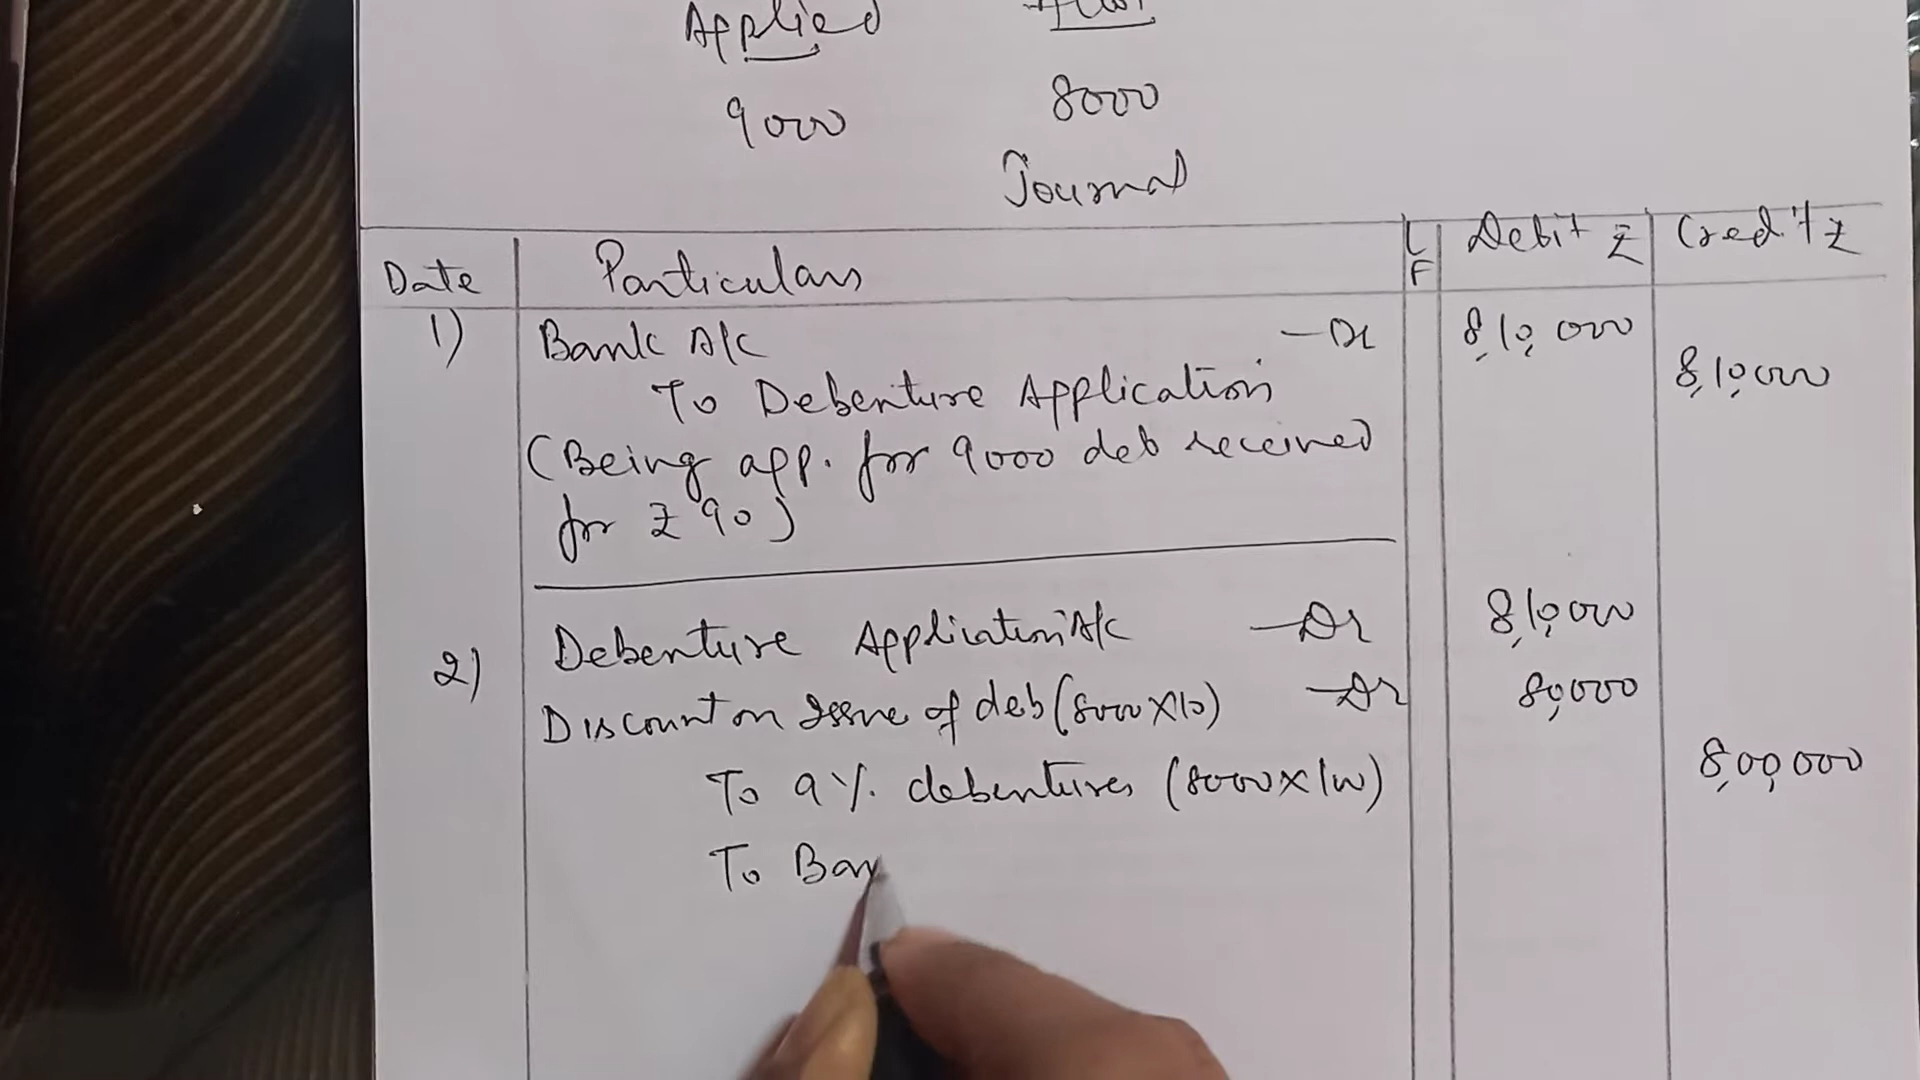 Applied
9000 8000
Journal
Date Particulars LF Debit ₹ Credit ₹
1) Bank A/c —Dr 8,10,000
To Debenture Application 8,10,000
(Being app. for 9000 deb received
for ₹ 90)
2) Debenture Application A/c —Dr 8,10,000
Discount on Issue of deb (8000×10) —Dr 80,000
To 9% debentures (8000×100) 8,00,000
To Ban